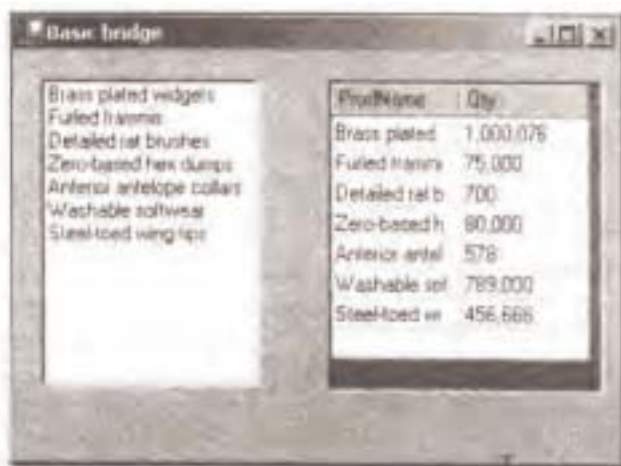 Base bridge
Brass plated widgets
Furled frammis
Detailed rat brushes
Zero-based hex dumps
Anterior antelope collars
Washable softwear
Steel-toed wing tips
ProdName Qty
Brass plated 1,000,076
Furled frammi 75,000
Detailed rat b 700
Zero-based h 80,000
Anterior antel 578
Washable sof 789,000
Steel-toed wi 456,666